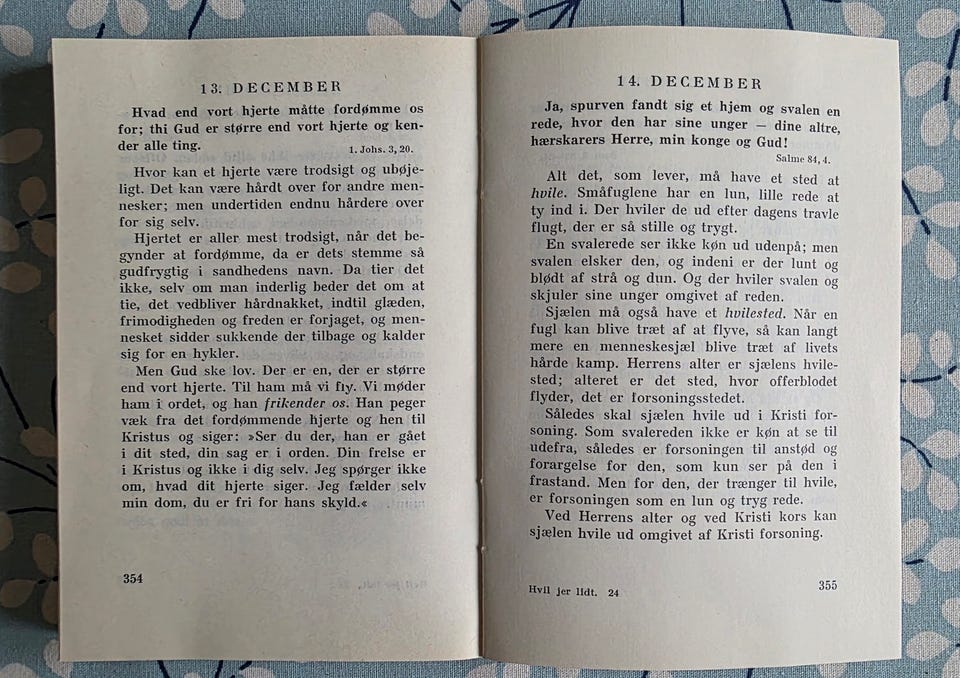 13. DECEMBER
Hvad end vort hjerte måtte fordømme os
for; thi Gud er større end vort hjerte og ken-
der alle ting.
1. Johs. 3, 20.
Hvor kan et hjerte være trodsigt og ubøje-
ligt. Det kan være hårdt over for andre men-
nesker; men undertiden endnu hårdere over
for sig selv.
Hjertet er aller mest trodsigt, når det be-
gynder at fordømme, da er dets stemme så
gudfrygtig i sandhedens navn. Da tier det
ikke, selv om man inderlig beder det om at
tie, det vedbliver hårdnakket, indtil glæden,
frimodigheden og freden er forjaget, og men-
nesket sidder sukkende der tilbage og kalder
sig for en hykler.
Men Gud ske lov. Der er en, der er større
end vort hjerte. Til ham må vi fly. Vi møder
ham i ordet, og han frikender os. Han peger
væk fra det fordømmende hjerte og hen til
Kristus og siger: »Ser du der, han er gået
i dit sted, din sag er i orden. Din frelse er
i Kristus og ikke i dig selv. Jeg spørger ikke
om, hvad dit hjerte siger. Jeg fælder selv
min dom, du er fri for hans skyld.«
354
14. DECEMBER
Ja, spurven fandt sig et hjem og svalen en
rede, hvor den har sine unger — dine altre,
hærskarers Herre, min konge og Gud!
Salme 84, 4.
Alt det, som lever, må have et sted at
hvile. Småfuglene har en lun, lille rede at
ty ind i. Der hviler de ud efter dagens travle
flugt, der er så stille og trygt.
En svalerede ser ikke køn ud udenpå; men
svalen elsker den, og indeni er der lunt og
blødt af strå og dun. Og der hviler svalen og
skjuler sine unger omgivet af reden.
Sjælen må også have et hvilested. Når en
fugl kan blive træt af at flyve, så kan langt
mere en menneskesjæl blive træt af livets
hårde kamp. Herrens alter er sjælens hvile-
sted; alteret er det sted, hvor offerblodet
flyder, det er forsoningsstedet.
Således skal sjælen hvile ud i Kristi for-
soning. Som svalereden ikke er køn at se til
udefra, således er forsoningen til anstød og
forargelse for den, som kun ser på den i
frastand. Men for den, der trænger til hvile,
er forsoningen som en lun og tryg rede.
Ved Herrens alter og ved Kristi kors kan
sjælen hvile ud omgivet af Kristi forsoning.
Hvil jer lidt. 24
355